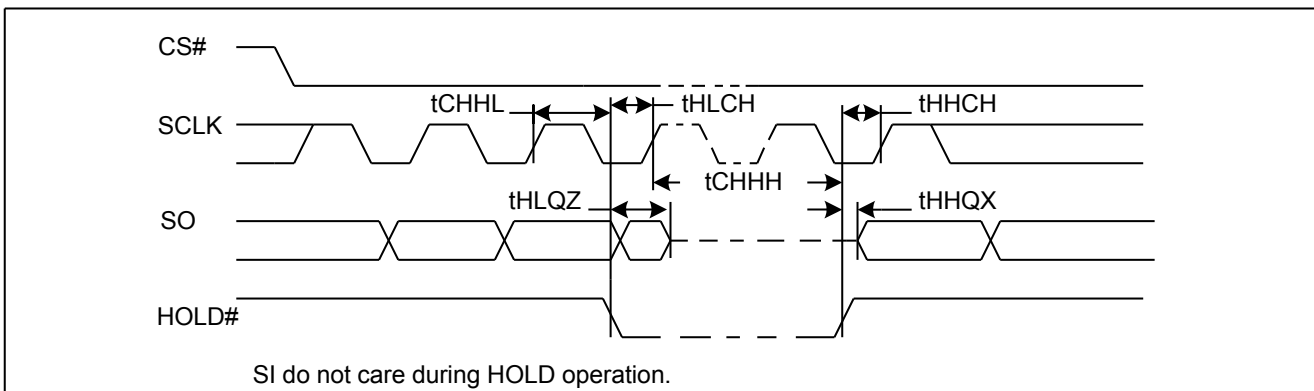 CS#
tCHHL
tHLCH
tHHCH
SCLK
tCHHH
tHLQZ
tHHQX
SO
HOLD#
SI do not care during HOLD operation.